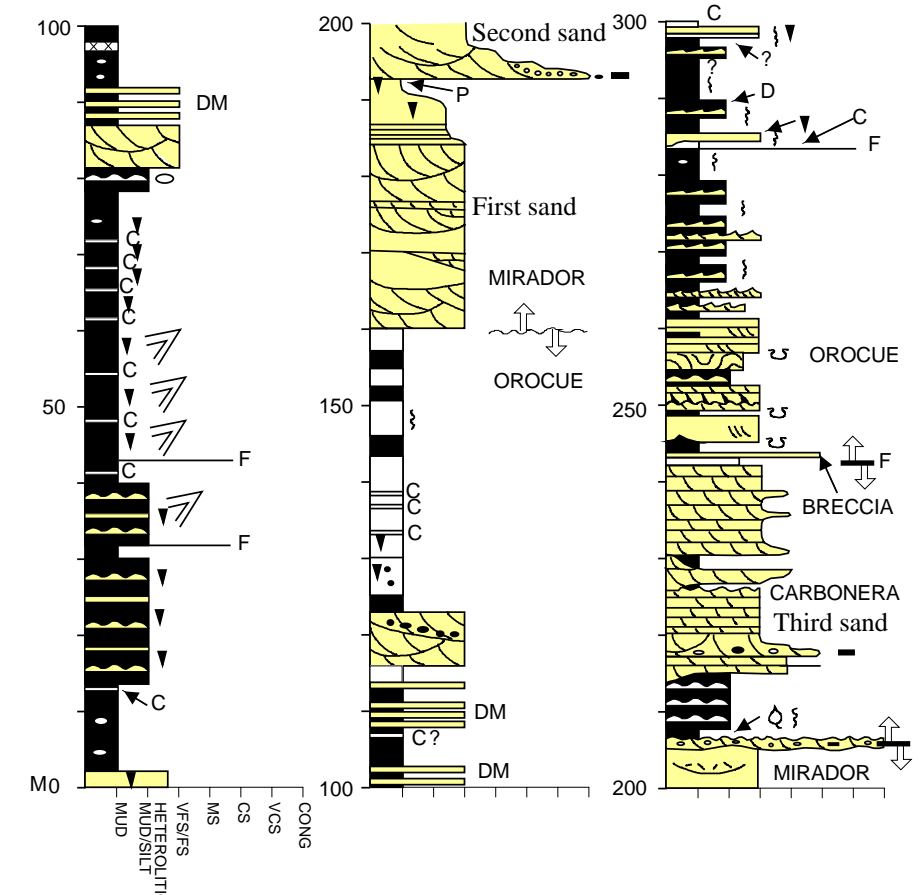 100
DM
C
C
C
C
C
C
50
F
C
F
C
M0
MUD
MUD/SILT
HETEROLITI
VFS/FS
MS
CS
VCS
CONG
200
Second sand
P
First sand
MIRADOR
OROCUE
150
C
C
C
DM
C?
DM
100
300
C
?
?
D
C
F
OROCUE
250
F
BRECCIA
CARBONERA
Third sand
MIRADOR
200